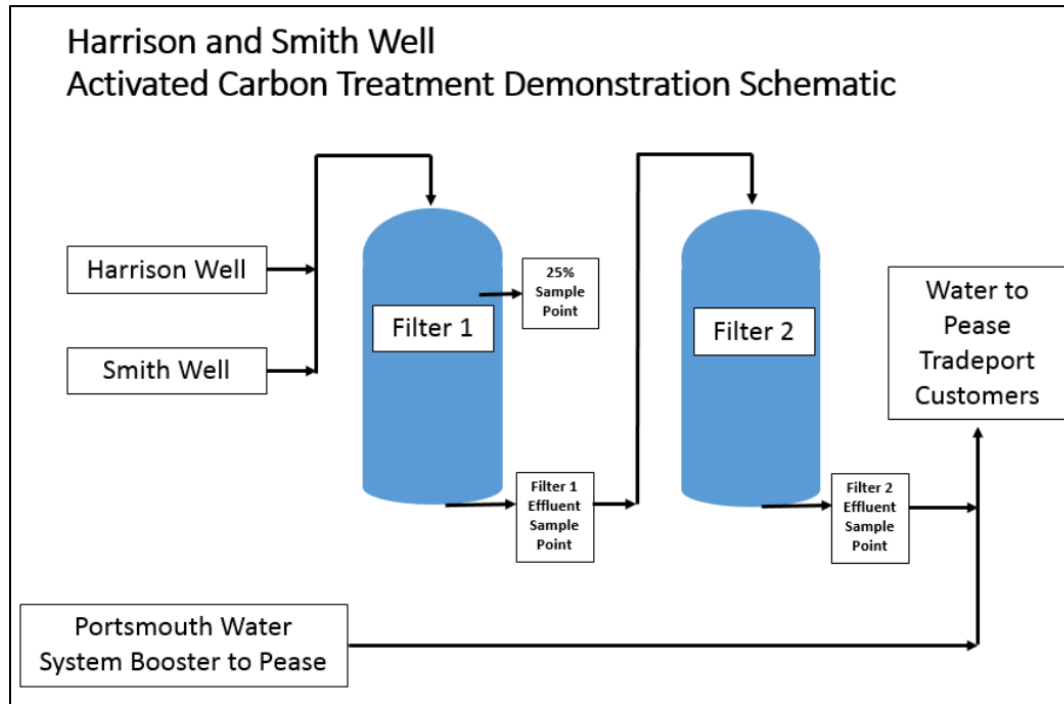 Harrison and Smith Well
Activated Carbon Treatment Demonstration Schematic
Harrison Well
Smith Well
Filter 1
25%
Sample
Point
Filter 1
Effluent
Sample
Point
Filter 2
Filter 2
Effluent
Sample
Point
Water to
Pease
Tradeport
Customers
Portsmouth Water
System Booster to Pease